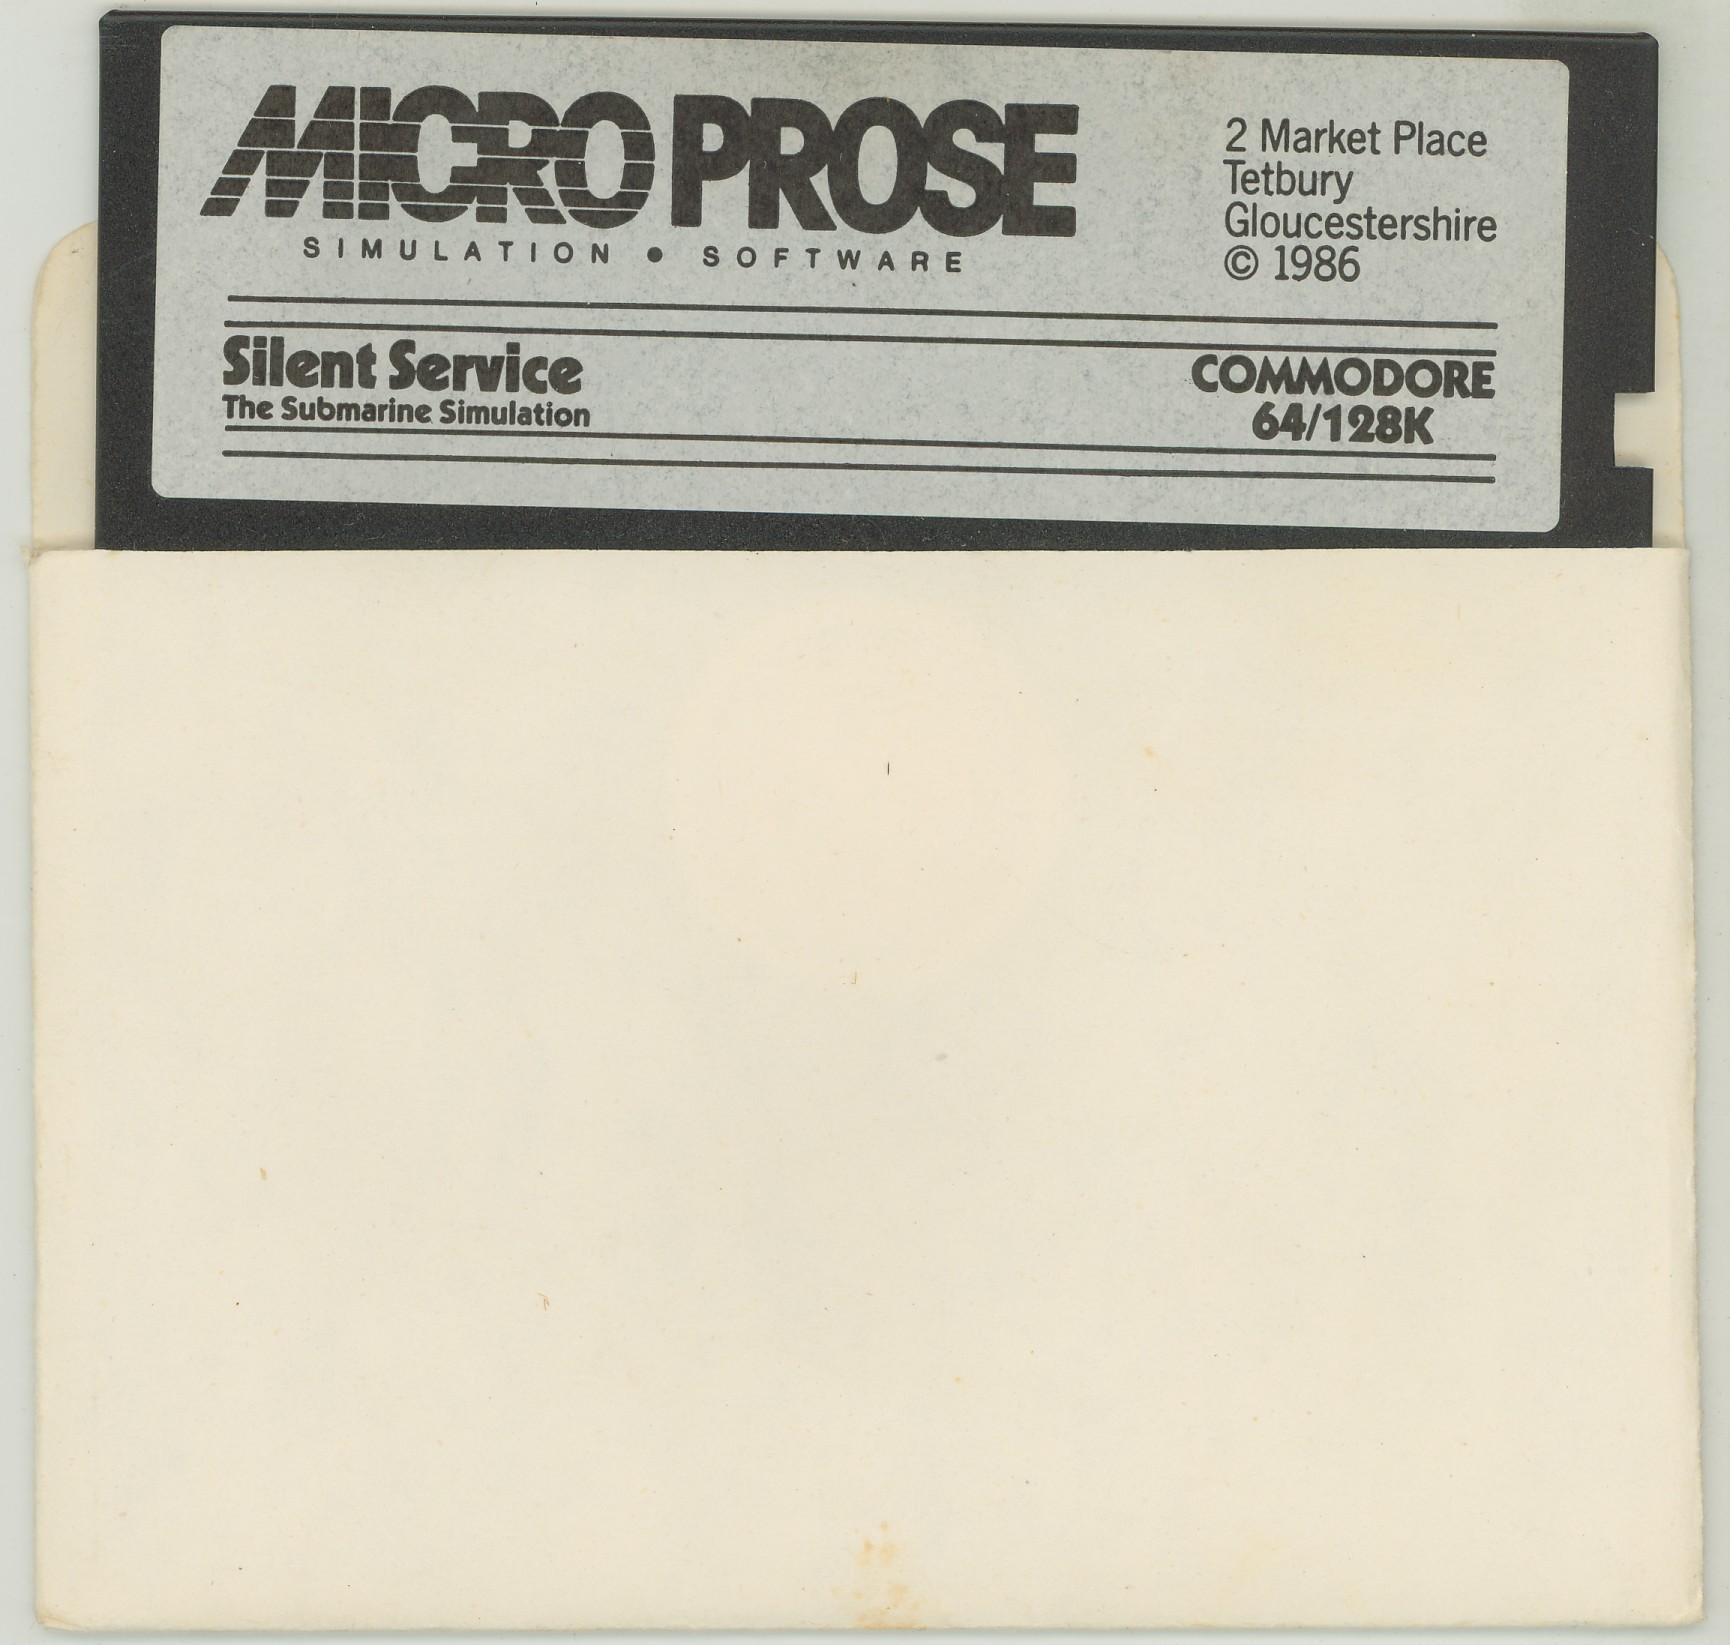 MICRO PROSE
SIMULATION • SOFTWARE
2 Market Place
Tetbury
Gloucestershire
© 1986
Silent Service
The Submarine Simulation
COMMODORE
64/128K